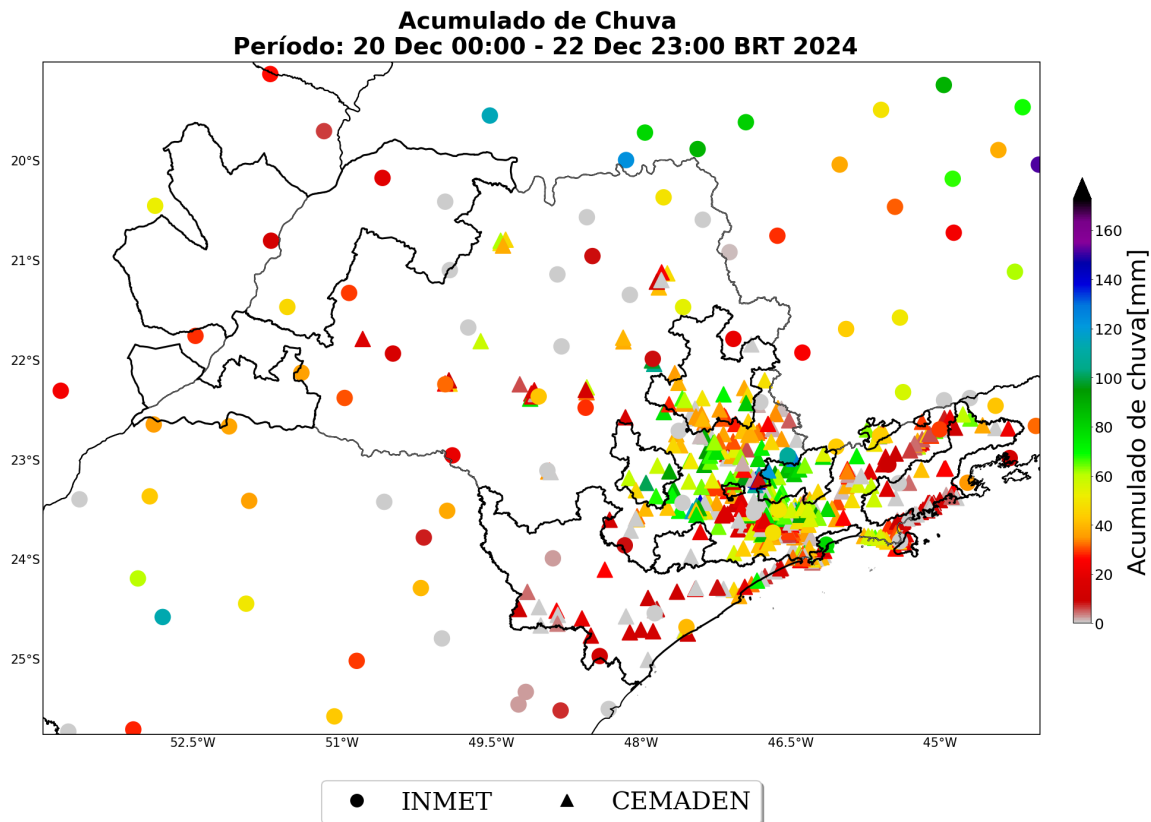 Acumulado de Chuva
Período: 20 Dec 00:00 - 22 Dec 23:00 BRT 2024
20°S
21°S
22°S
23°S
24°S
25°S
52.5°W
51°W
49.5°W
48°W
46.5°W
45°W
160
140
120
100
80
60
40
20
0
Acumulado de chuva[mm]
INMET
CEMADEN